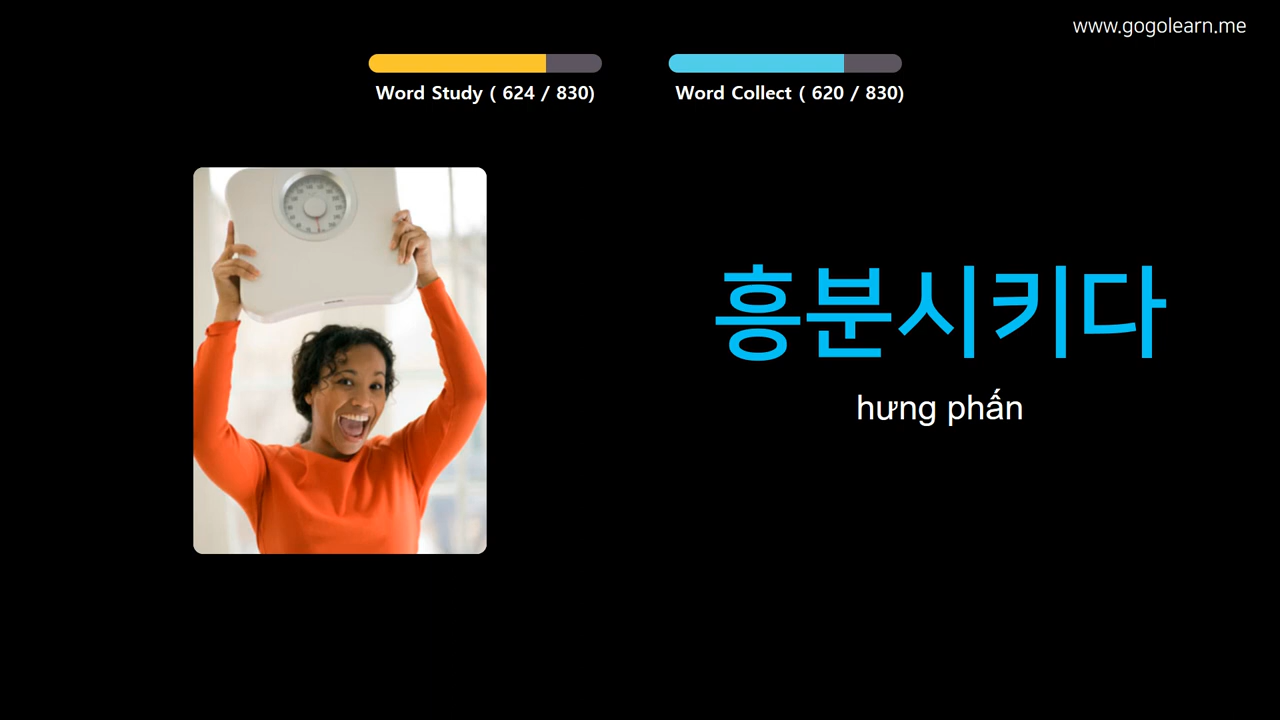 www.gogolearn.me
Word Study ( 624 / 830)
Word Collect ( 620 / 830)
흥분시키다
hưng phấn